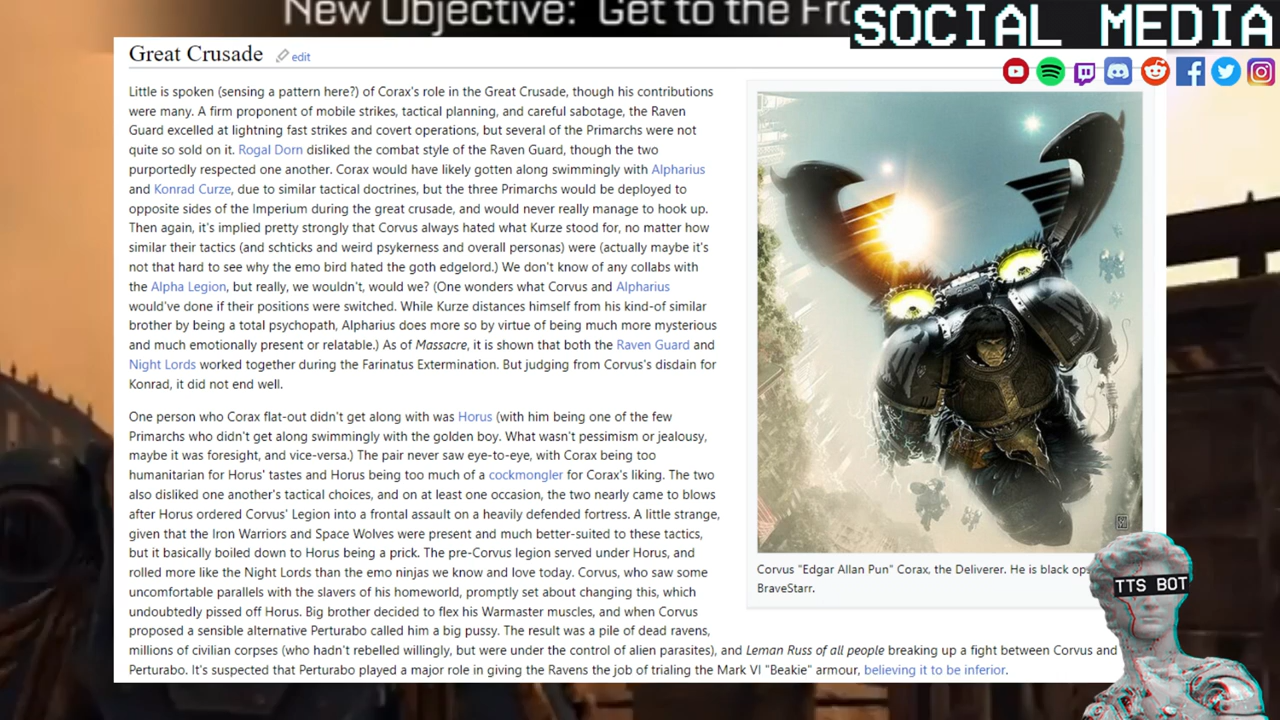 New Objective: Get to the Fro
SOCIAL MEDIA
Great Crusade edit
Little is spoken (sensing a pattern here?) of Corax's role in the Great Crusade, though his contributions
were many. A firm proponent of mobile strikes, tactical planning, and careful sabotage, the Raven
Guard excelled at lightning fast strikes and covert operations, but several of the Primarchs were not
quite so sold on it. Rogal Dorn disliked the combat style of the Raven Guard, though the two
purportedly respected one another. Corax would have likely gotten along swimmingly with Alpharius
and Konrad Curze, due to similar tactical doctrines, but the three Primarchs would be deployed to
opposite sides of the Imperium during the great crusade, and would never really manage to hook up.
Then again, it's implied pretty strongly that Corvus always hated what Kurze stood for, no matter how
similar their tactics (and schticks and weird psykerness and overall personas) were (actually maybe it's
not that hard to see why the emo bird hated the goth edgelord.) We don't know of any collabs with
the Alpha Legion, but really, we wouldn't, would we? (One wonders what Corvus and Alpharius
would've done if their positions were switched. While Kurze distances himself from his kind-of similar
brother by being a total psychopath, Alpharius does more so by virtue of being much more mysterious
and much emotionally present or relatable.) As of Massacre, it is shown that both the Raven Guard and
Night Lords worked together during the Farinatus Extermination. But judging from Corvus's disdain for
Konrad, it did not end well.
One person who Corax flat-out didn't get along with was Horus (with him being one of the few
Primarchs who didn't get along swimmingly with the golden boy. What wasn't pessimism or jealousy,
maybe it was foresight, and vice-versa.) The pair never saw eye-to-eye, with Corax being too
humanitarian for Horus' tastes and Horus being too much of a cockmongler for Corax's liking. The two
also disliked one another's tactical choices, and on at least one occasion, the two nearly came to blows
after Horus ordered Corvus' Legion into a frontal assault on a heavily defended fortress. A little strange,
given that the Iron Warriors and Space Wolves were present and much better-suited to these tactics,
but it basically boiled down to Horus being a prick. The pre-Corvus legion served under Horus, and
rolled more like the Night Lords than the emo ninjas we know and love today. Corvus, who saw some
uncomfortable parallels with the slavers of his homeworld, promptly set about changing this, which
undoubtedly pissed off Horus. Big brother decided to flex his Warmaster muscles, and when Corvus
proposed a sensible alternative Perturabo called him a big pussy. The result was a pile of dead ravens,
millions of civilian corpses (who hadn't rebelled willingly, but were under the control of alien parasites), and Leman Russ of all people breaking up a fight between Corvus and
Perturabo. It's suspected that Perturabo played a major role in giving the Ravens the job of trialing the Mark VI "Beakie" armour, believing it to be inferior.
Corvus "Edgar Allan Pun" Corax, the Deliverer. He is black ops
BraveStarr.
TTS BOT